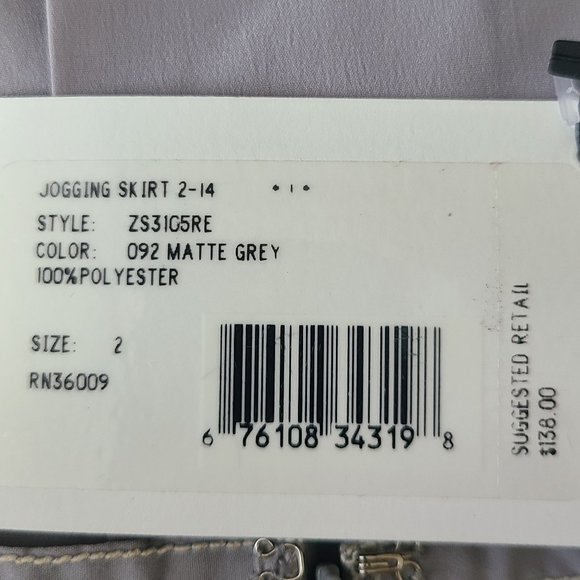 JOGGING SKIRT 2-14
STYLE: ZS3105RE
COLOR: 092 MATTE GREY
100%POLYESTER
SIZE: 2
RN36009
6 76108 34319 8
SUGGESTED RETAIL
$138.00